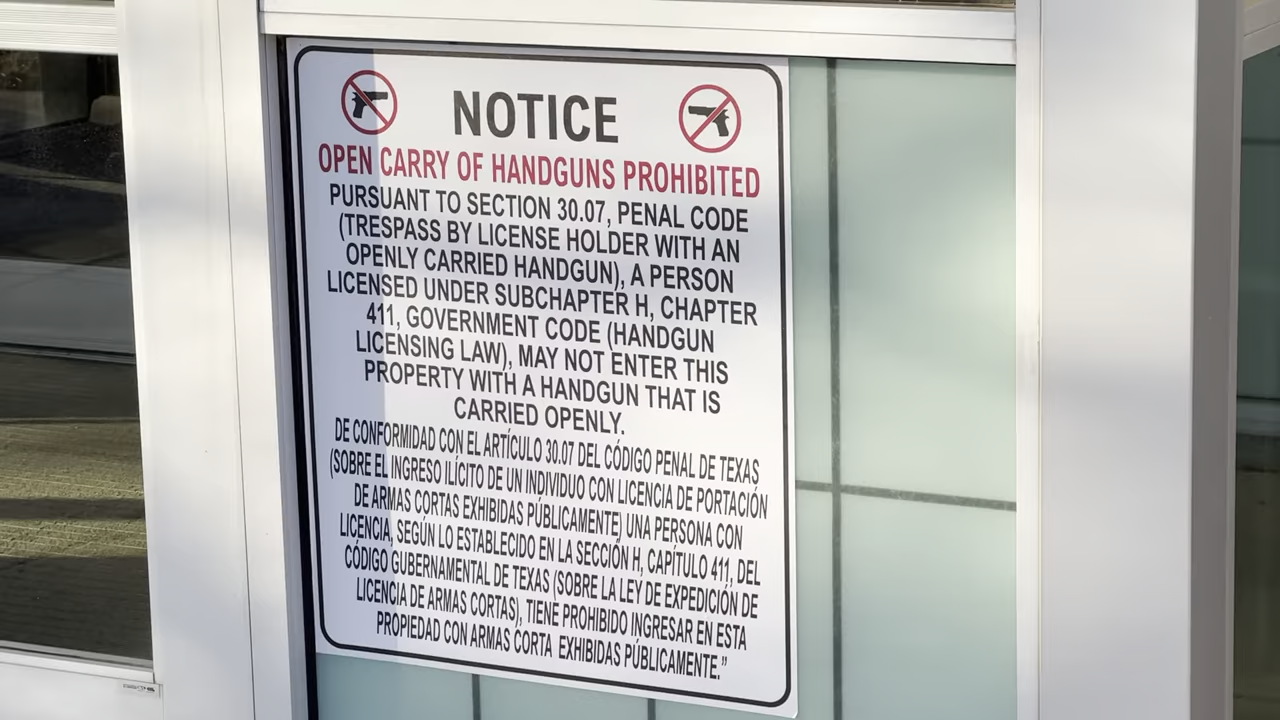 NOTICE
OPEN CARRY OF HANDGUNS PROHIBITED
PURSUANT TO SECTION 30.07, PENAL CODE
(TRESPASS BY LICENSE HOLDER WITH AN
OPENLY CARRIED HANDGUN), A PERSON
LICENSED UNDER SUBCHAPTER H, CHAPTER
411, GOVERNMENT CODE (HANDGUN
LICENSING LAW), MAY NOT ENTER THIS
PROPERTY WITH A HANDGUN THAT IS
CARRIED OPENLY.
DE CONFORMIDAD CON EL ARTÍCULO 30.07 DEL CÓDIGO PENAL DE TEXAS
(SOBRE EL INGRESO ILÍCITO DE UN INDIVIDUO CON LICENCIA DE PORTACIÓN
DE ARMAS CORTAS EXHIBIDAS PÚBLICAMENTE) UNA PERSONA CON
LICENCIA, SEGÚN LO ESTABLECIDO EN LA SECCIÓN H, CAPÍTULO 411, DEL
CÓDIGO GUBERNAMENTAL DE TEXAS (SOBRE LA LEY DE EXPEDICIÓN DE
LICENCIA DE ARMAS CORTAS), TIENE PROHIBIDO INGRESAR EN ESTA
PROPIEDAD CON ARMAS CORTA EXHIBIDAS PÚBLICAMENTE.”